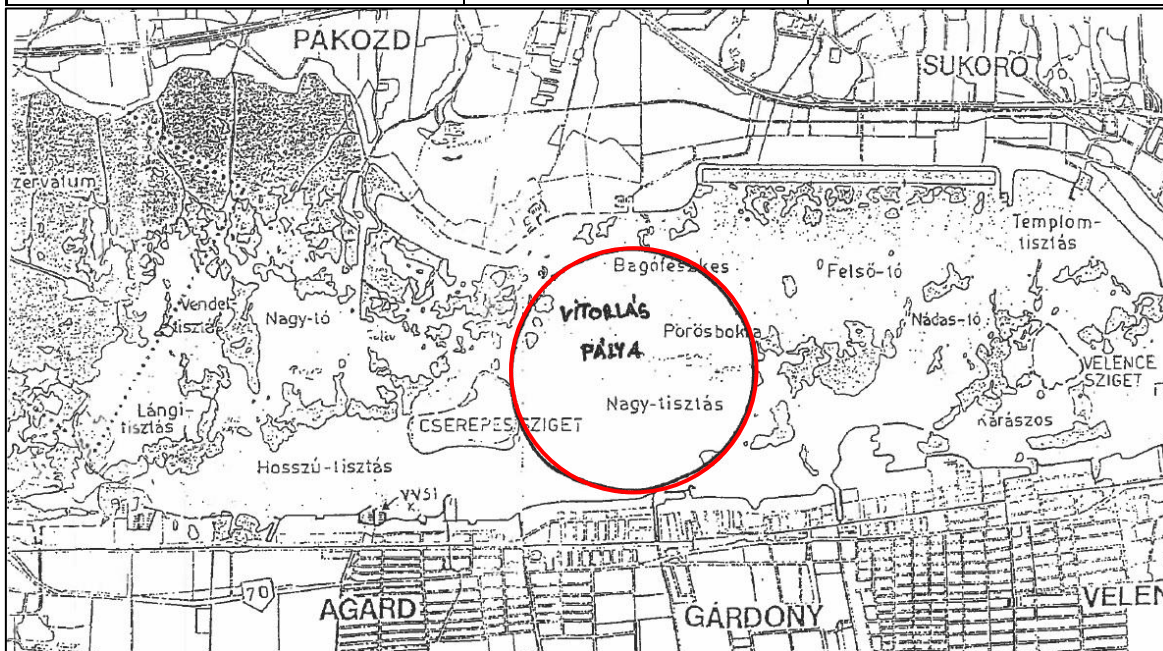 PÁKOZD
SUKORÓ
zervátum
Templom-
tisztás
Bagófészkes
Felső-tó
Vendel
tisztás
Nagy-tó
VITORLÁS
PÁLYA
Pörösbokra
Nádas-tó
VELENCE
SZIGET
Nagy-tisztás
Lángi-
tisztás
CSEREPES SZIGET
Kárászos
Hosszú-tisztás
VVSI
70
AGÁRD
GÁRDONY
VELEN